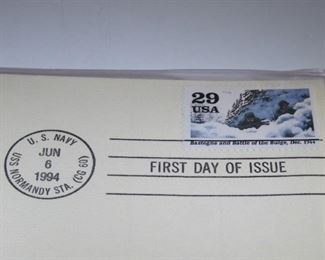 29
USA
Bastogne and Battle of the Bulge, Dec. 1944
U.S. NAVY
JUN
6
1994
USS NORMANDY STA. (CG 60)
FIRST DAY OF ISSUE